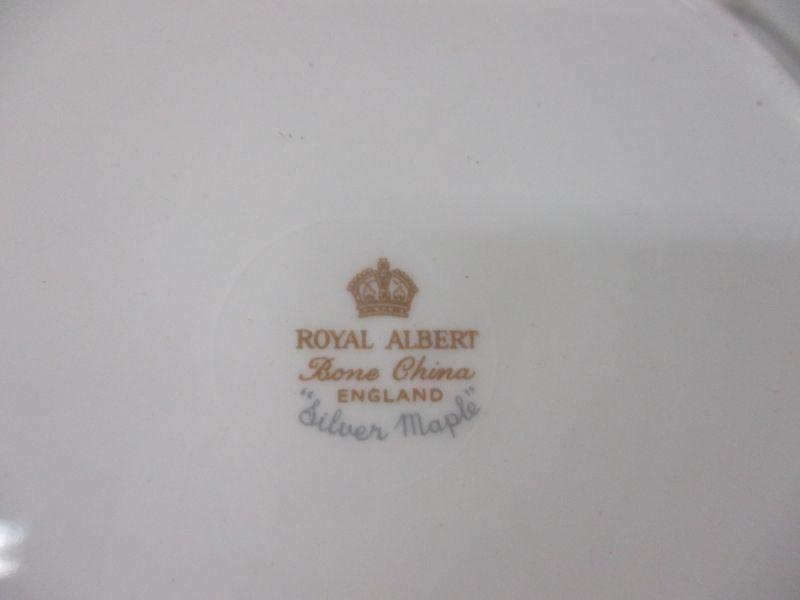 ROYAL ALBERT
Bone China
ENGLAND
"Silver Maple"